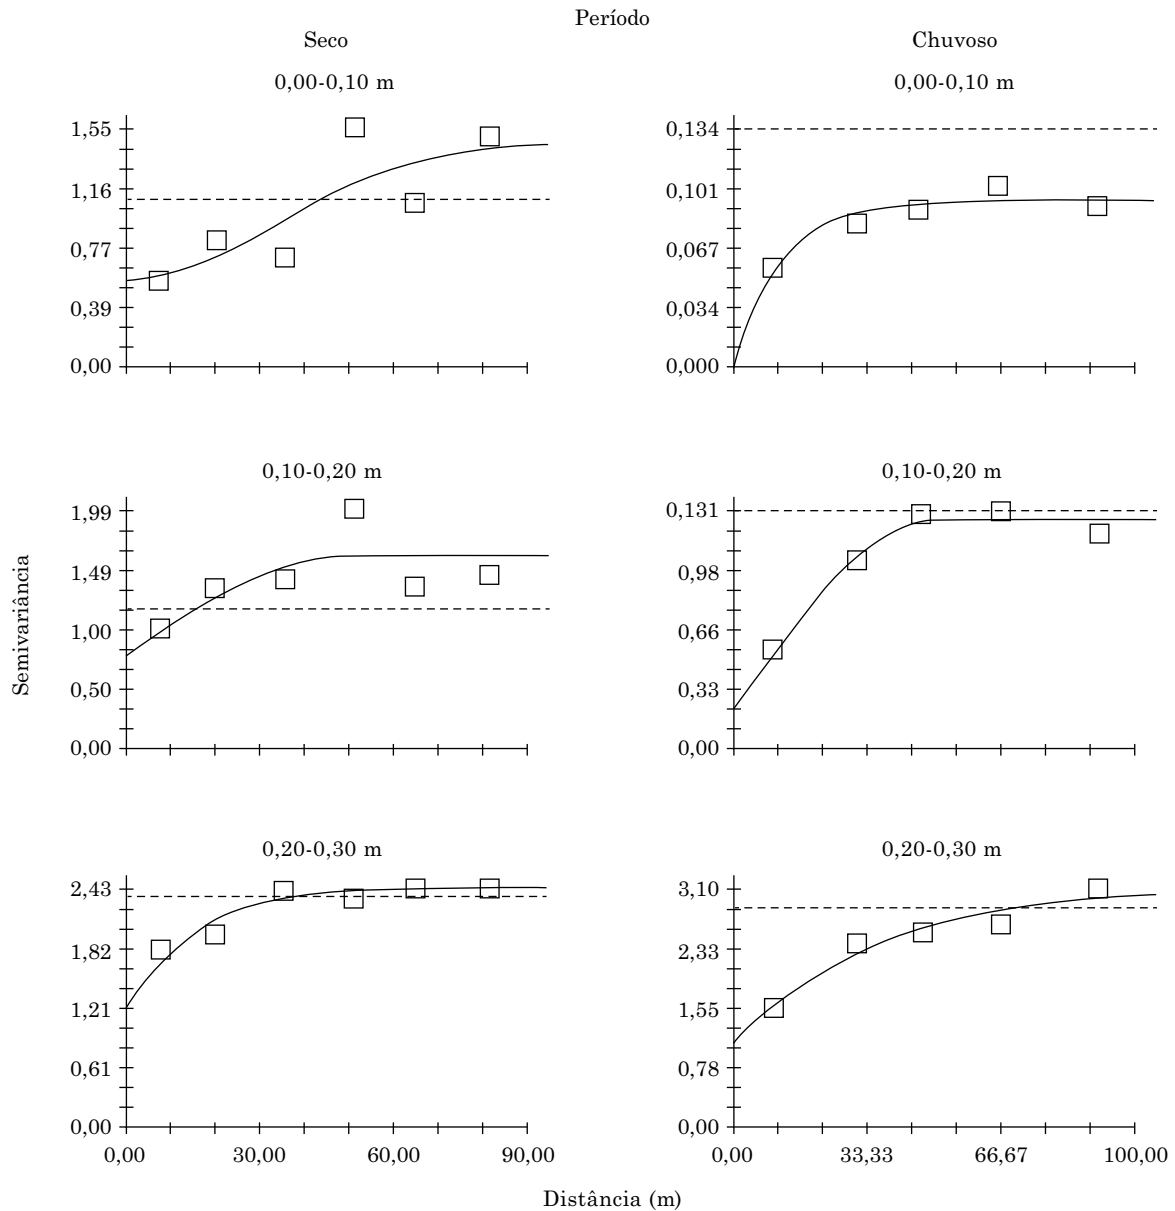 Período
Seco
Chuvoso
0,00-0,10 m
0,00-0,10 m
1,55
1,16
0,77
0,39
0,00
0,134
0,101
0,067
0,034
0,000
0,10-0,20 m
0,10-0,20 m
1,99
1,49
1,00
0,50
0,00
0,131
0,98
0,66
0,33
0,00
Semivariância
0,20-0,30 m
0,20-0,30 m
2,43
1,82
1,21
0,61
0,00
3,10
2,33
1,55
0,78
0,00
0,00 30,00 60,00 90,00
0,00 33,33 66,67 100,00
Distância (m)